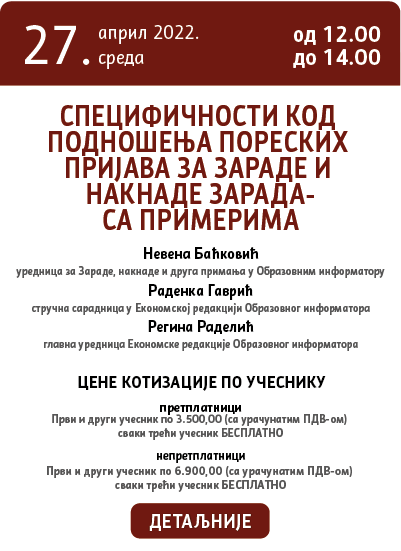 27.
април 2022.
среда
од 12.00
до 14.00
СПЕЦИФИЧНОСТИ КОД
ПОДНОШЕЊА ПОРЕСКИХ
ПРИЈАВА ЗА ЗАРАДЕ И
НАКНАДЕ ЗАРАДА-
СА ПРИМЕРИМА
Невена Баћковић
уредница за Зараде, накнаде и друга примања у Образовним информатору
Раденка Гаврић
стручна сарадница у Економској редакцији Образовног информатора
Регина Раделић
главна уредница Економске редакције Образовног информатора
ЦЕНЕ КОТИЗАЦИЈЕ ПО УЧЕСНИКУ
претплатници
Први и други учесник по 3.500,00 (са урачунатим ПДВ-ом)
сваки трећи учесник БЕСПЛАТНО
непретплатници
Први и други учесник по 6.900,00 (са урачунатим ПДВ-ом)
сваки трећи учесник БЕСПЛАТНО
ДЕТАЉНИЈЕ